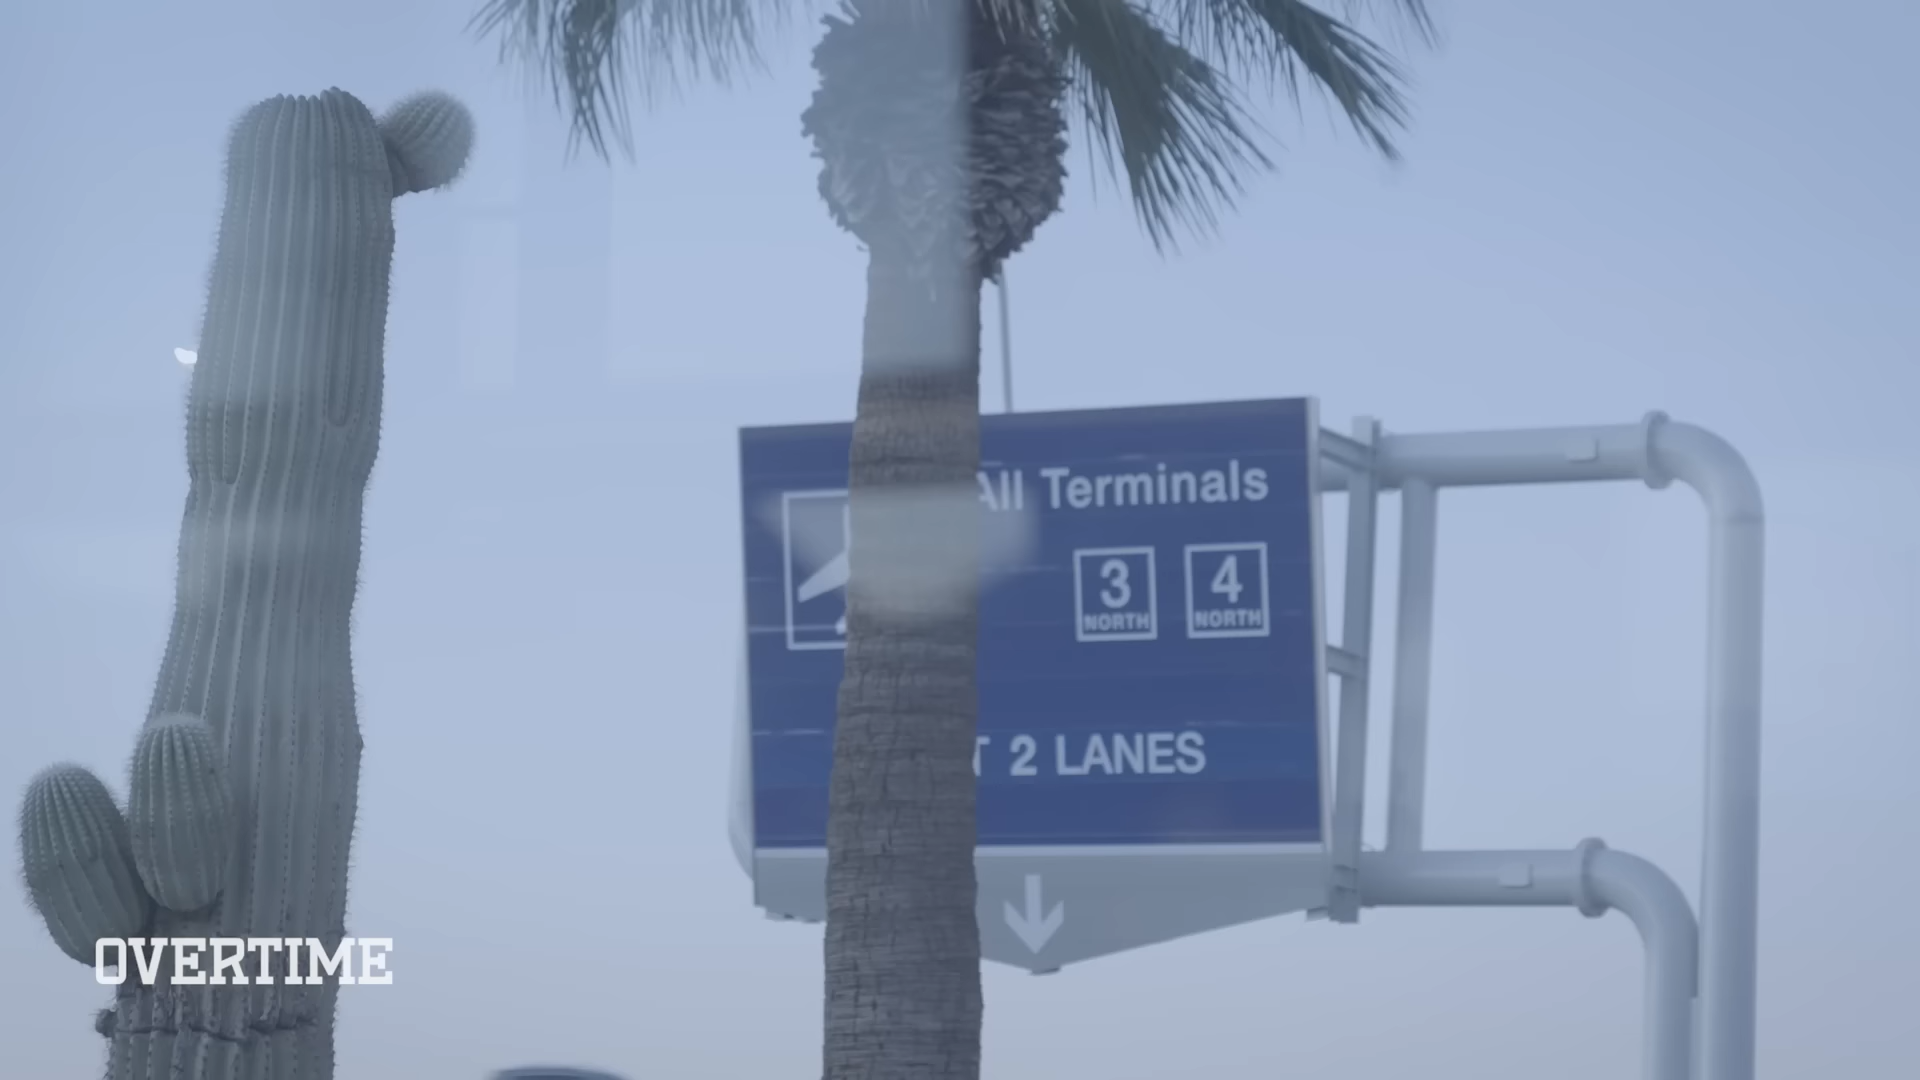 All Terminals
3 4
NORTH NORTH
2 LANES
OVERTIME